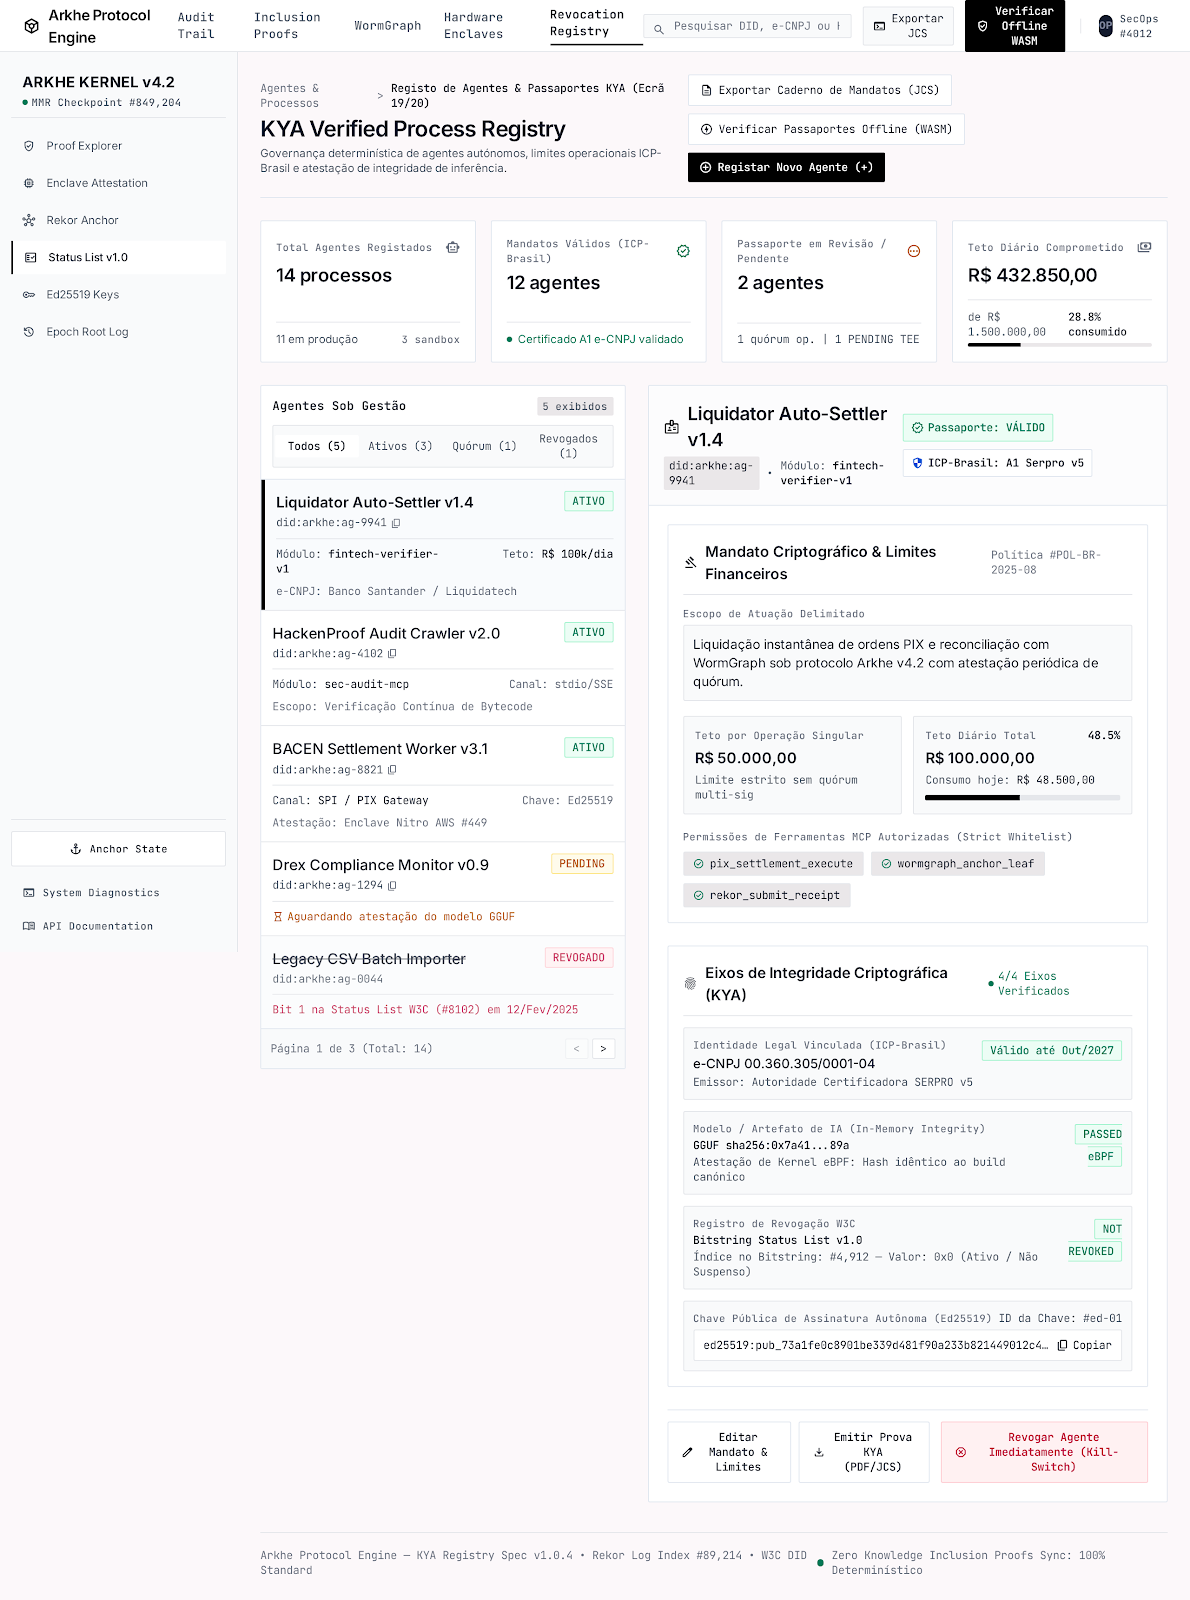 Arkhe Protocol
Engine
Audit
Trail
Inclusion
Proofs
WormGraph
Hardware
Enclaves
Revocation
Registry
Pesquisar DID, e-CNPJ ou
Exportar
JCS
Verificar
Offline
WASM
OP
SecOps
#4012
ARKHE KERNEL v4.2
MMR Checkpoint #849,204
Proof Explorer
Enclave Attestation
Rekor Anchor
Status List v1.0
Ed25519 Keys
Epoch Root Log
Anchor State
System Diagnostics
API Documentation
Agentes &
Processos
>
Registo de Agentes & Passaportes KYA (Ecrã
19/20)
KYA Verified Process Registry
Governança determinística de agentes autónomos, limites operacionais ICP-
Brasil e atestação de integridade de inferência.
Exportar Caderno de Mandatos (JCS)
Verificar Passaportes Offline (WASM)
Registar Novo Agente (+)
Total Agentes Registados
14 processos
11 em produção
3 sandbox
Mandatos Válidos (ICP-
Brasil)
12 agentes
Certificado A1 e-CNPJ validado
Passaporte em Revisão /
Pendente
2 agentes
1 quórum op. | 1 PENDING TEE
Teto Diário Comprometido
R$ 432.850,00
de R$
1.500.000,00
28.8%
consumido
Agentes Sob Gestão
5 exibidos
Todos (5)
Ativos (3)
Quórum (1)
Revogados
(1)
Liquidator Auto-Settler v1.4
ATIVO
did:arkhe:ag-9941
Módulo: fintech-verifier-
v1
Teto: R$ 100k/dia
e-CNPJ: Banco Santander / Liquidatech
HackenProof Audit Crawler v2.0
ATIVO
did:arkhe:ag-4102
Módulo: sec-audit-mcp
Canal: stdio/SSE
Escopo: Verificação Contínua de Bytecode
BACEN Settlement Worker v3.1
ATIVO
did:arkhe:ag-8821
Canal: SPI / PIX Gateway
Chave: Ed25519
Atestação: Enclave Nitro AWS #449
Drex Compliance Monitor v0.9
PENDING
did:arkhe:ag-1294
Aguardando atestação do modelo GGUF
Legacy CSV Batch Importer
REVOGADO
did:arkhe:ag-0044
Bit 1 na Status List W3C (#8102) em 12/Fev/2025
Página 1 de 3 (Total: 14)
<
>
Liquidator Auto-Settler
v1.4
did:arkhe:ag-
9941
•
Módulo: fintech-
verifier-v1
Passaporte: VÁLIDO
ICP-Brasil: A1 Serpro v5
Mandato Criptográfico & Limites
Financeiros
Política #POL-BR-
2025-08
Escopo de Atuação Delimitado
Liquidação instantânea de ordens PIX e reconciliação com
WormGraph sob protocolo Arkhe v4.2 com atestação periódica de
quórum.
Teto por Operação Singular
R$ 50.000,00
Limite estrito sem quórum
multi-sig
Teto Diário Total
48.5%
R$ 100.000,00
Consumo hoje: R$ 48.500,00
Permissões de Ferramentas MCP Autorizadas (Strict Whitelist)
pix_settlement_execute
wormgraph_anchor_leaf
rekor_submit_receipt
Eixos de Integridade Criptográfica
(KYA)
4/4 Eixos
Verificados
Identidade Legal Vinculada (ICP-Brasil)
e-CNPJ 00.360.305/0001-04
Emissor: Autoridade Certificadora SERPRO v5
Válido até Out/2027
Modelo / Artefato de IA (In-Memory Integrity)
GGUF sha256:0x7a41...89a
Atestação de Kernel eBPF: Hash idêntico ao build
canónico
PASSED
eBPF
Registro de Revogação W3C
Bitstring Status List v1.0
Índice no Bitstring: #4,912 — Valor: 0x0 (Ativo / Não
Suspenso)
NOT
REVOKED
Chave Pública de Assinatura Autônoma (Ed25519)
ID da Chave: #ed-01
ed25519:pub_73a1fe0c8901be339d481f90a233b821449012c4…
Copiar
Editar
Mandato &
Limites
Emitir Prova
KYA
(PDF/JCS)
Revogar Agente
Imediatamente (Kill-
Switch)
Arkhe Protocol Engine — KYA Registry Spec v1.0.4 • Rekor Log Index #89,214 • W3C DID
Standard
Zero Knowledge Inclusion Proofs Sync: 100%
Determinístico